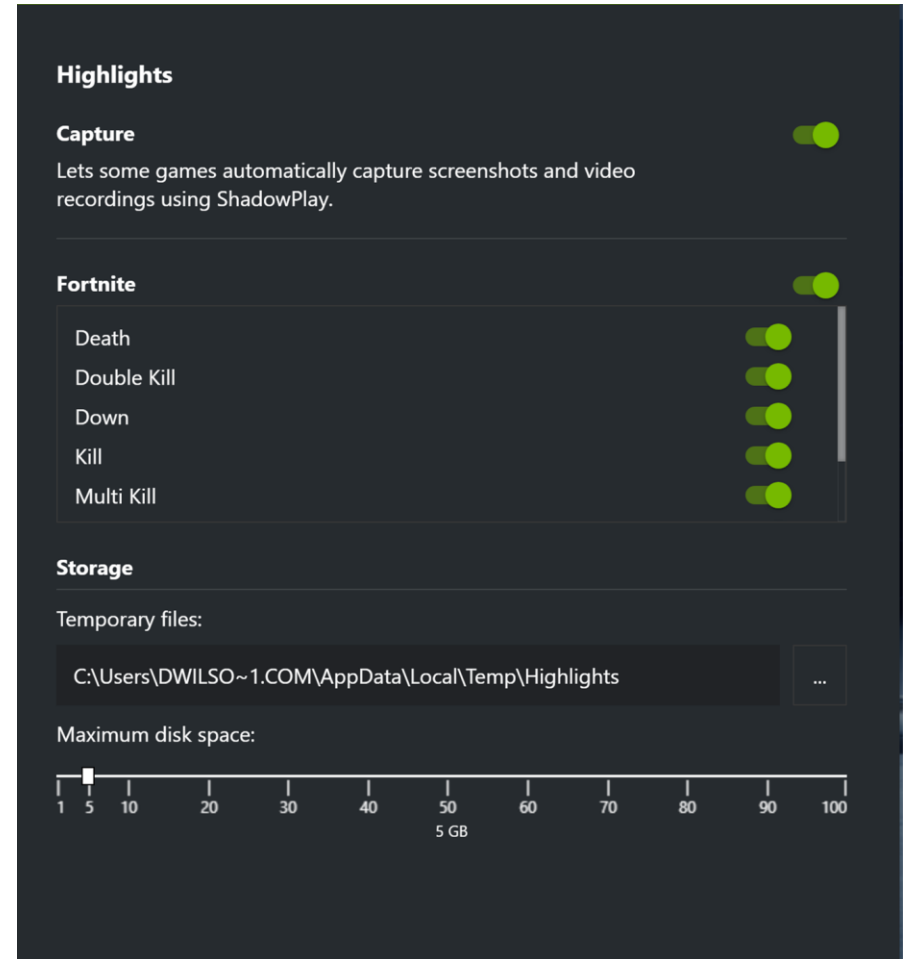 Highlights
Capture
Lets some games automatically capture screenshots and video
recordings using ShadowPlay.
Fortnite
Death
Double Kill
Down
Kill
Multi Kill
Storage
Temporary files:
C:\Users\DWILSO~1.COM\AppData\Local\Temp\Highlights
...
Maximum disk space:
1 5 10 20 30 40 50 60 70 80 90 100
5 GB